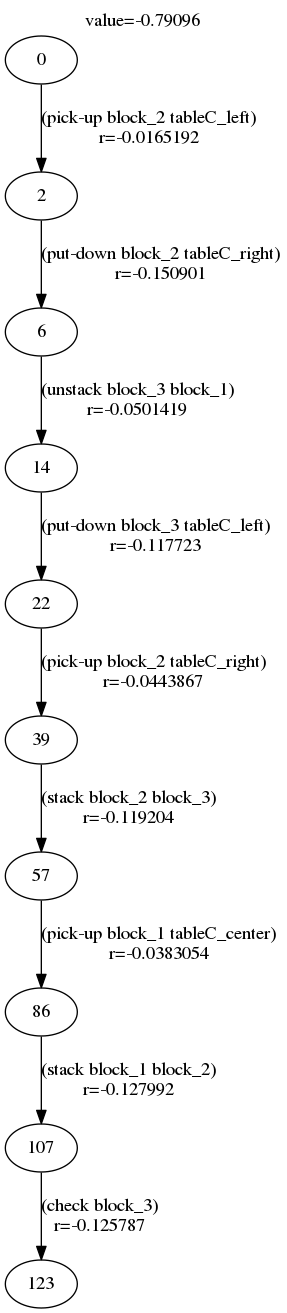 value=-0.79096
0
(pick-up block_2 tableC_left)
r=-0.0165192
2
(put-down block_2 tableC_right)
r=-0.150901
6
(unstack block_3 block_1)
r=-0.0501419
14
(put-down block_3 tableC_left)
r=-0.117723
22
(pick-up block_2 tableC_right)
r=-0.0443867
39
(stack block_2 block_3)
r=-0.119204
57
(pick-up block_1 tableC_center)
r=-0.0383054
86
(stack block_1 block_2)
r=-0.127992
107
(check block_3)
r=-0.125787
123